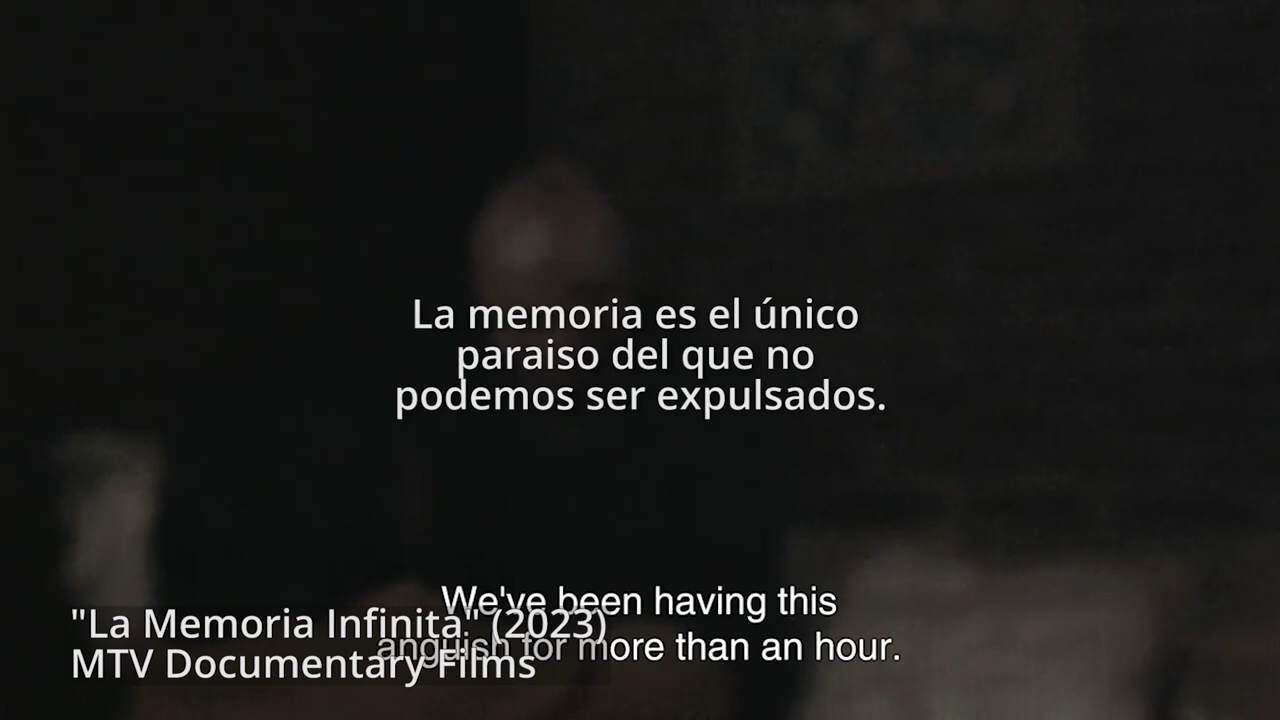 La memoria es el único
paraiso del que no
podemos ser expulsados.
We've been having this
anguish for more than an hour.
"La Memoria Infinita" (2023)
MTV Documentary Films